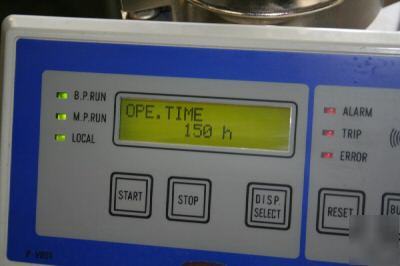 B.P.RUN
M.P.RUN
LOCAL
OPE.TIME
150 h
ALARM
TRIP
ERROR
START
STOP
DISP.
SELECT
RESET